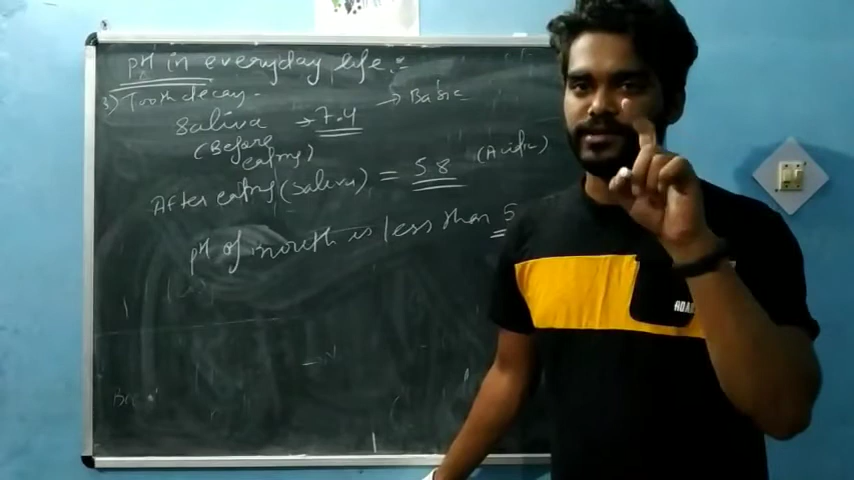 pH in everyday life :-
3) Tooth decay -
Saliva → 7.4 → Basic
(Before eating)
After eating (saliva) = 5.8 (Acidic)
pH of mouth is less than 5